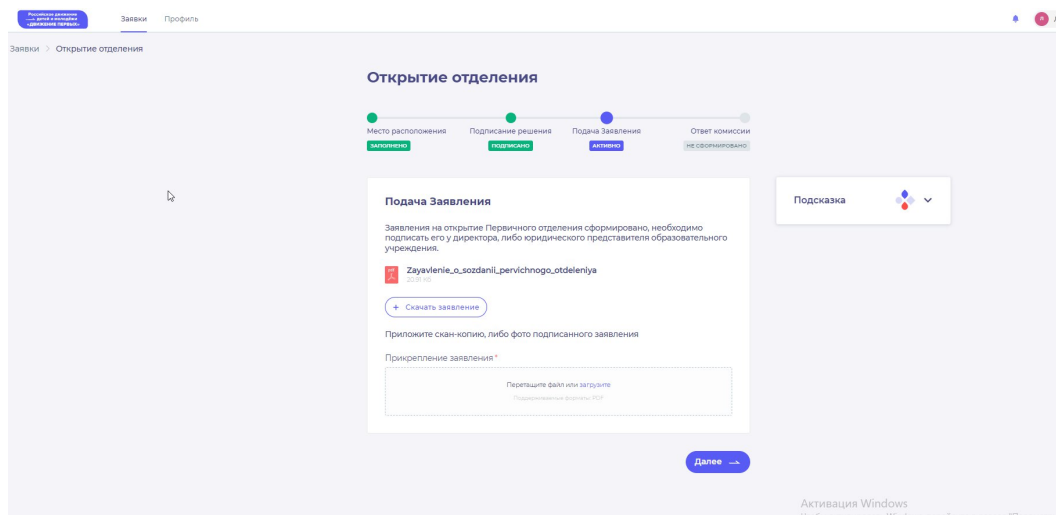 Российское движение
детей и молодёжи
«ДВИЖЕНИЕ ПЕРВЫХ»
Заявки Профиль
Л
Заявки > Открытие отделения
Открытие отделения
Место расположения Подписание решения Подача Заявления Ответ комиссии
ЗАПОЛНЕНО ПОДПИСАНО АКТИВНО НЕ СФОРМИРОВАНО
Подача Заявления
Подсказка
Заявления на открытие Первичного отделения сформировано, необходимо
подписать его у директора, либо юридического представителя образовательного
учреждения.
Zayavlenie_o_sozdanii_pervichnogo_otdeleniya
+ Скачать заявление
Приложите скан-копию, либо фото подписанного заявления
Прикрепление заявления *
Перетащите файл или загрузите
Поддерживаемые форматы: PDF
Далее
Активация Windows